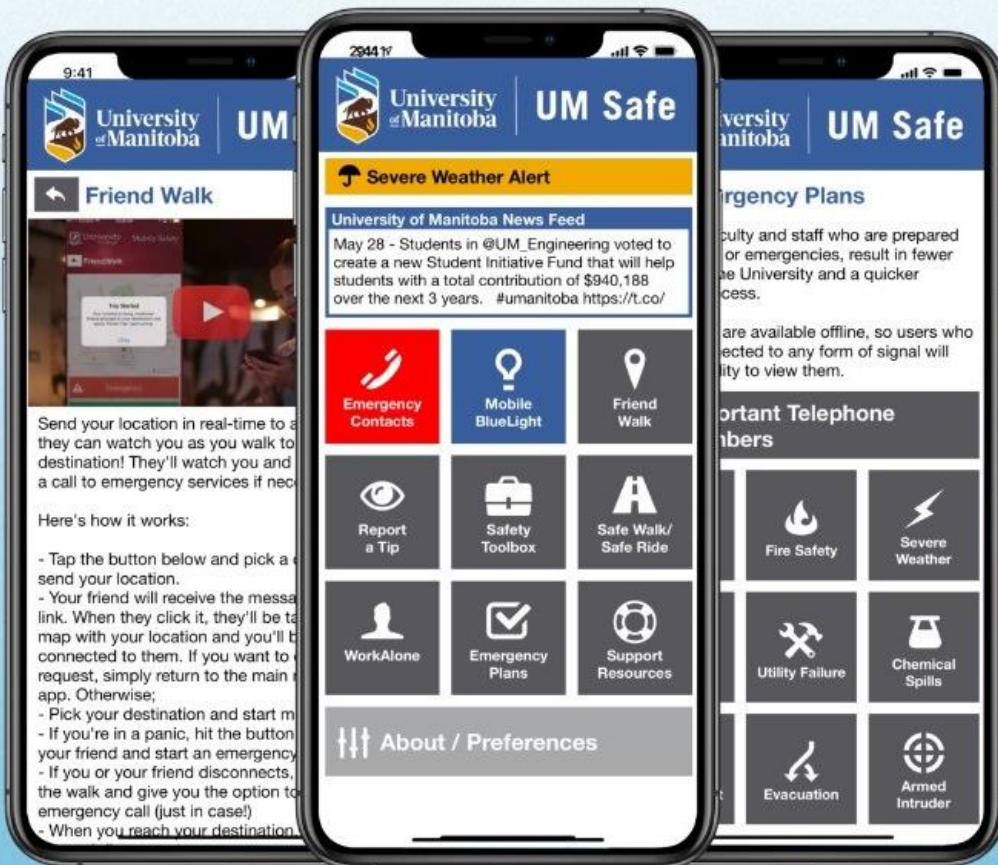 9:41
University
of Manitoba
UM
Friend Walk
Send your location in real-time to a
they can watch you as you walk to
destination! They'll watch you and
a call to emergency services if nec
Here's how it works:
- Tap the button below and pick a
send your location.
- Your friend will receive the messa
link. When they click it, they'll be ta
map with your location and you'll b
connected to them. If you want to
request, simply return to the main
app. Otherwise;
- Pick your destination and start m
- If you're in a panic, hit the button
your friend and start an emergency
- If you or your friend disconnects,
the walk and give you the option to
emergency call (just in case!)
- When you reach your destination
University
of Manitoba
UM Safe
Severe Weather Alert
University of Manitoba News Feed
May 28 - Students in @UM_Engineering voted to
create a new Student Initiative Fund that will help
students with a total contribution of $940,188
over the next 3 years. #umanitoba https://t.co/
Emergency
Contacts
Mobile
BlueLight
Friend
Walk
Report
a Tip
Safety
Toolbox
Safe Walk/
Safe Ride
WorkAlone
Emergency
Plans
Support
Resources
About / Preferences
versity
anitoba
UM Safe
rgency Plans
culty and staff who are prepared
or emergencies, result in fewer
he University and a quicker
cess.
are available offline, so users who
ected to any form of signal will
lity to view them.
ortant Telephone
mbers
Fire Safety
Severe
Weather
Utility Failure
Chemical
Spills
t
Evacuation
Armed
Intruder